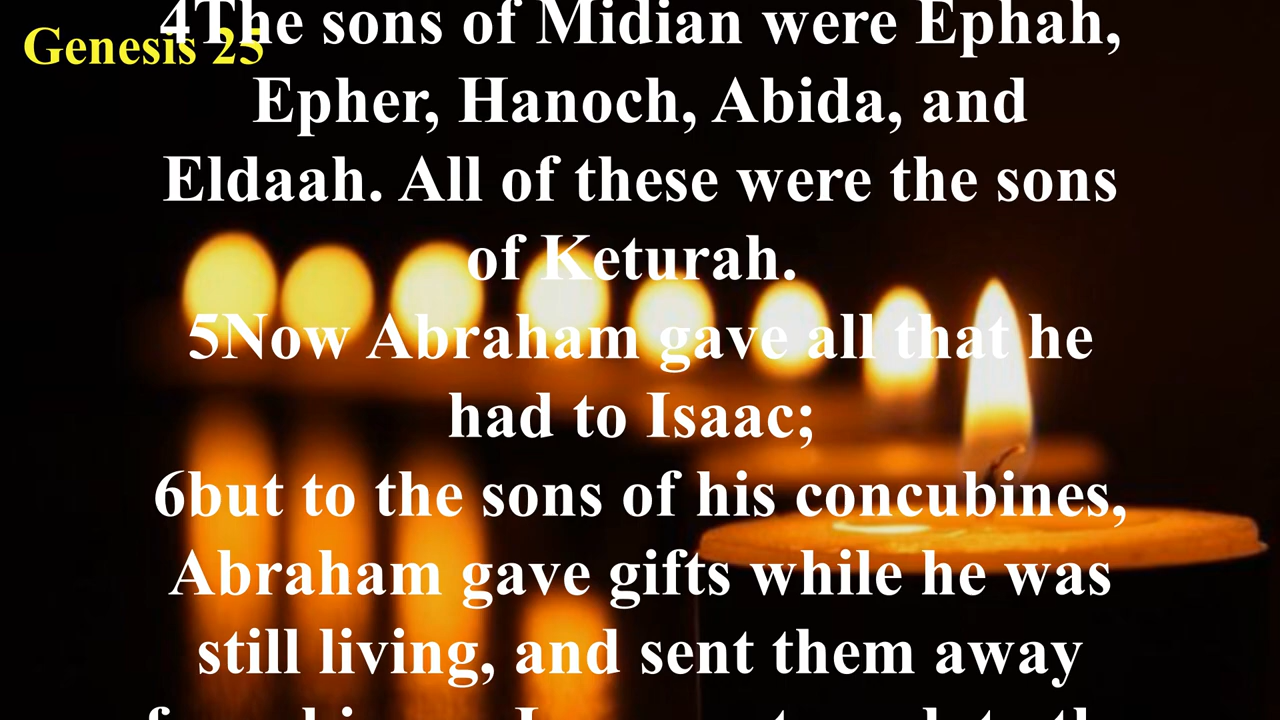 Genesis 25
4The sons of Midian were Ephah,
Epher, Hanoch, Abida, and
Eldaah. All of these were the sons
of Keturah.
5Now Abraham gave all that he
had to Isaac;
6but to the sons of his concubines,
Abraham gave gifts while he was
still living, and sent them away